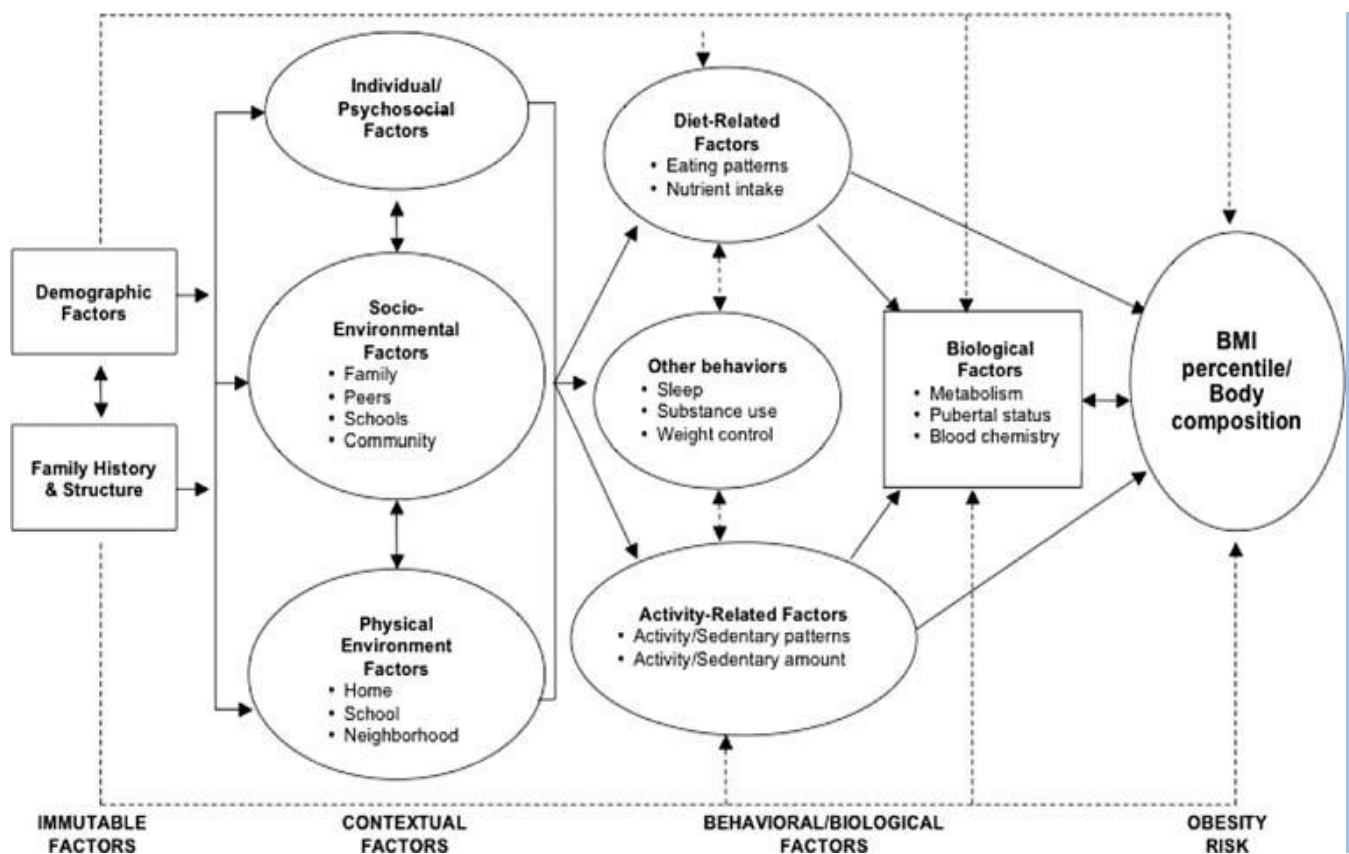 Individual/
Psychosocial
Factors
Diet-Related
Factors
• Eating patterns
• Nutrient intake
Demographic
Factors
Socio-
Environmental
Factors
• Family
• Peers
• Schools
• Community
Other behaviors
• Sleep
• Substance use
• Weight control
Biological
Factors
• Metabolism
• Pubertal status
• Blood chemistry
BMI
percentile/
Body
composition
Family History
& Structure
Physical
Environment
Factors
• Home
• School
• Neighborhood
Activity-Related Factors
• Activity/Sedentary patterns
• Activity/Sedentary amount
IMMUTABLE
FACTORS
CONTEXTUAL
FACTORS
BEHAVIORAL/BIOLOGICAL
FACTORS
OBESITY
RISK